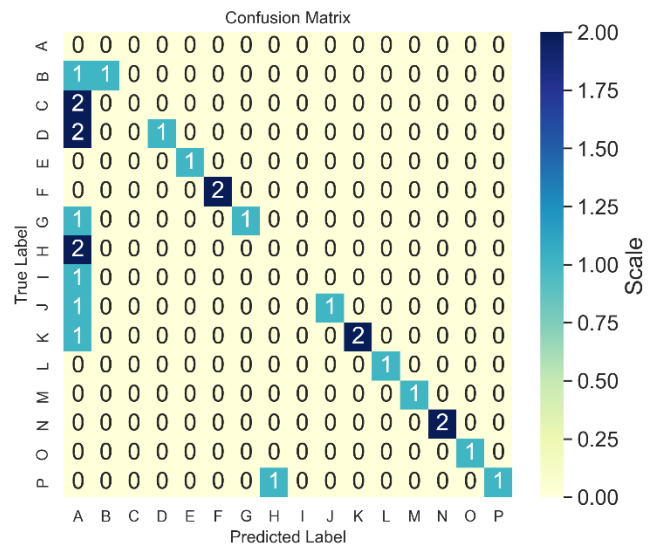 Confusion Matrix
A 0 0 0 0 0 0 0 0 0 0 0 0 0 0 0 0
B 1 1 0 0 0 0 0 0 0 0 0 0 0 0 0 0
C 2 0 0 0 0 0 0 0 0 0 0 0 0 0 0 0
D 2 0 0 1 0 0 0 0 0 0 0 0 0 0 0 0
E 0 0 0 0 1 0 0 0 0 0 0 0 0 0 0 0
F 0 0 0 0 0 2 0 0 0 0 0 0 0 0 0 0
G 1 0 0 0 0 0 1 0 0 0 0 0 0 0 0 0
H 2 0 0 0 0 0 0 0 0 0 0 0 0 0 0 0
I 1 0 0 0 0 0 0 0 0 0 0 0 0 0 0 0
J 1 0 0 0 0 0 0 0 0 1 0 0 0 0 0 0
K 1 0 0 0 0 0 0 0 0 0 2 0 0 0 0 0
L 0 0 0 0 0 0 0 0 0 0 0 1 0 0 0 0
M 0 0 0 0 0 0 0 0 0 0 0 0 1 0 0 0
N 0 0 0 0 0 0 0 0 0 0 0 0 0 2 0 0
O 0 0 0 0 0 0 0 0 0 0 0 0 0 0 1 0
P 0 0 0 0 0 0 0 1 0 0 0 0 0 0 0 1
A B C D E F G H I J K L M N O P
Predicted Label
True Label
2.00
1.75
1.50
1.25
1.00
0.75
0.50
0.25
0.00
Scale